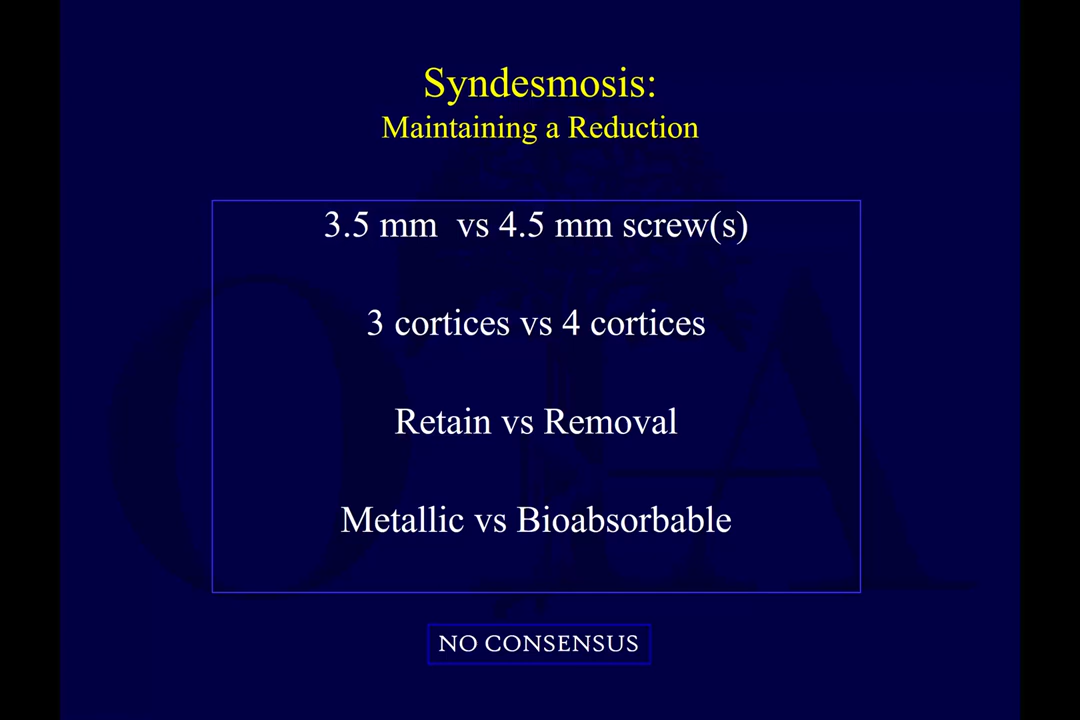 Syndesmosis:
Maintaining a Reduction
3.5 mm  vs 4.5 mm screw(s)
3 cortices vs 4 cortices
Retain vs Removal
Metallic vs Bioabsorbable
NO CONSENSUS
OTA